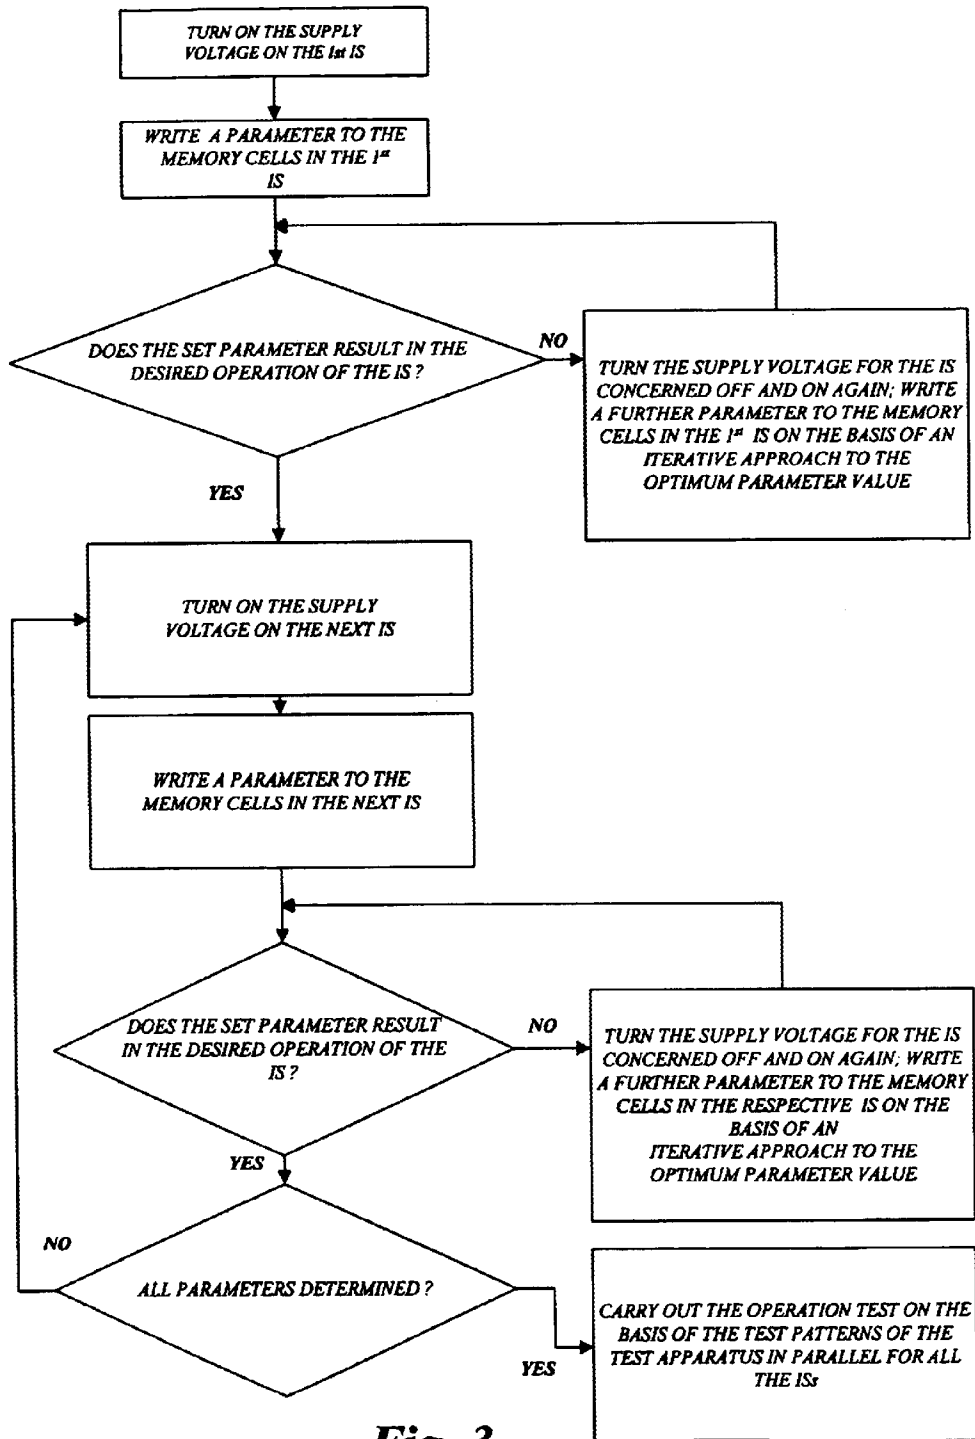 TURN ON THE SUPPLY
VOLTAGE ON THE 1st IS
WRITE A PARAMETER TO THE
MEMORY CELLS IN THE 1st
IS
DOES THE SET PARAMETER RESULT IN THE
DESIRED OPERATION OF THE IS ?
NO
TURN THE SUPPLY VOLTAGE FOR THE IS
CONCERNED OFF AND ON AGAIN; WRITE
A FURTHER PARAMETER TO THE MEMORY
CELLS IN THE 1st IS ON THE BASIS OF AN
ITERATIVE APPROACH TO THE
OPTIMUM PARAMETER VALUE
YES
TURN ON THE SUPPLY
VOLTAGE ON THE NEXT IS
WRITE A PARAMETER TO THE
MEMORY CELLS IN THE NEXT IS
DOES THE SET PARAMETER RESULT
IN THE DESIRED OPERATION OF THE
IS ?
NO
TURN THE SUPPLY VOLTAGE FOR THE IS
CONCERNED OFF AND ON AGAIN; WRITE
A FURTHER PARAMETER TO THE MEMORY
CELLS IN THE RESPECTIVE IS ON THE
BASIS OF AN
ITERATIVE APPROACH TO THE
OPTIMUM PARAMETER VALUE
YES
NO
ALL PARAMETERS DETERMINED ?
YES
CARRY OUT THE OPERATION TEST ON THE
BASIS OF THE TEST PATTERNS OF THE
TEST APPARATUS IN PARALLEL FOR ALL
THE ISs